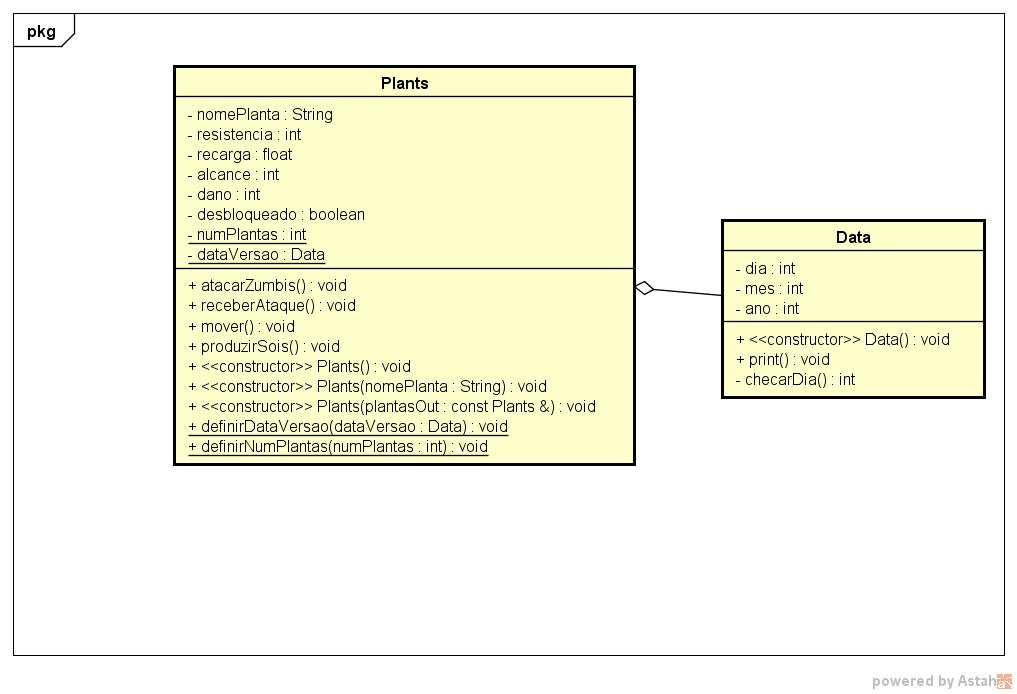 pkg
Plants
- nomePlanta : String
- resistencia : int
- recarga : float
- alcance : int
- dano : int
- desbloqueado : boolean
- numPlantas : int
- dataVersao : Data
+ atacarZumbis() : void
+ receberAtaque() : void
+ mover() : void
+ produzirSois() : void
+ <<constructor>> Plants() : void
+ <<constructor>> Plants(nomePlanta : String) : void
+ <<constructor>> Plants(plantasOut : const Plants &) : void
+ definirDataVersao(dataVersao : Data) : void
+ definirNumPlantas(numPlantas : int) : void
Data
- dia : int
- mes : int
- ano : int
+ <<constructor>> Data() : void
+ print() : void
- checarDia() : int
powered by Astah